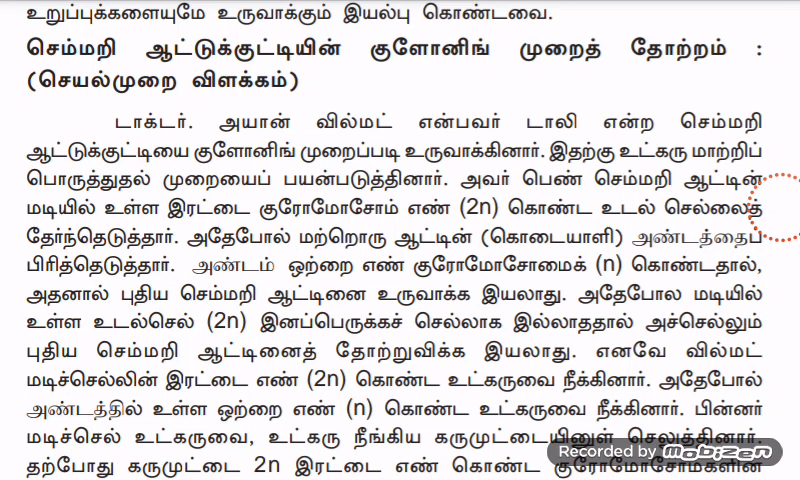 உறுப்புக்களையுமே உருவாக்கும் இயல்பு கொண்டவை.
செம்மறி ஆட்டுக்குட்டியின் குளோனிங் முறைத் தோற்றம் :
(செயல்முறை விளக்கம்)
டாக்டர். அயான் வில்மட் என்பவர் டாலி என்ற செம்மறி
ஆட்டுக்குட்டியை குளோனிங் முறைப்படி உருவாக்கினார். இதற்கு உட்கரு மாற்றிப்
பொருத்துதல் முறையைப் பயன்படுத்தினார். அவர் பெண் செம்மறி ஆட்டின்
மடியில் உள்ள இரட்டை குரோமோசோம் எண் (2n) கொண்ட உடல் செல்லைத்
தேர்ந்தெடுத்தார். அதேபோல் மற்றொரு ஆட்டின் (கொடையாளி) அண்டத்தைப்
பிரித்தெடுத்தார். அண்டம் ஒற்றை எண் குரோமோசோமைக் (n) கொண்டதால்,
அதனால் புதிய செம்மறி ஆட்டினை உருவாக்க இயலாது. அதேபோல மடியில்
உள்ள உடல்செல் (2n) இனப்பெருக்கச் செல்லாக இல்லாததால் அச்செல்லும்
புதிய செம்மறி ஆட்டினைத் தோற்றுவிக்க இயலாது. எனவே வில்மட்
மடிச்செல்லின் இரட்டை எண் (2n) கொண்ட உட்கருவை நீக்கினார். அதேபோல்
அண்டத்தில் உள்ள ஒற்றை எண் (n) கொண்ட உட்கருவை நீக்கினார். பின்னர்
மடிச்செல் உட்கருவை, உட்கரு நீங்கிய கருமுட்டையினுள் செலுத்தினார்.
தற்போது கருமுட்டை 2n இரட்டை எண் கொண்ட குரோமோசோம்களின்
Recorded by mobizen